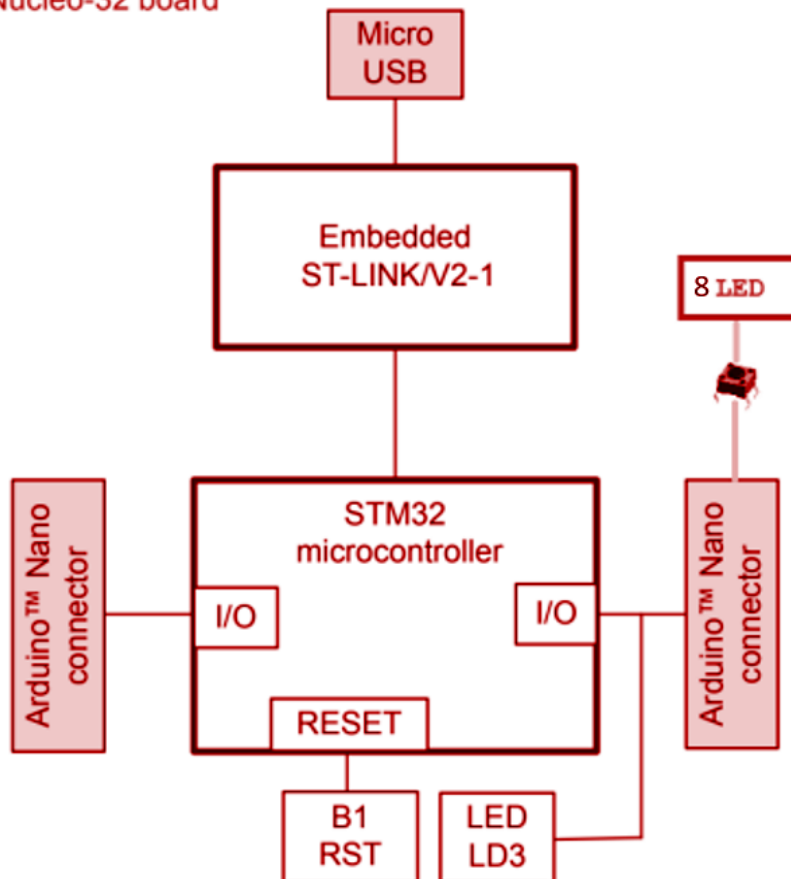 Nucleo-32 board
Micro
USB
Embedded
ST-LINK/V2-1
8 LED
STM32
microcontroller
Arduino™ Nano
connector
I/O
I/O
Arduino™ Nano
connector
RESET
B1
RST
LED
LD3